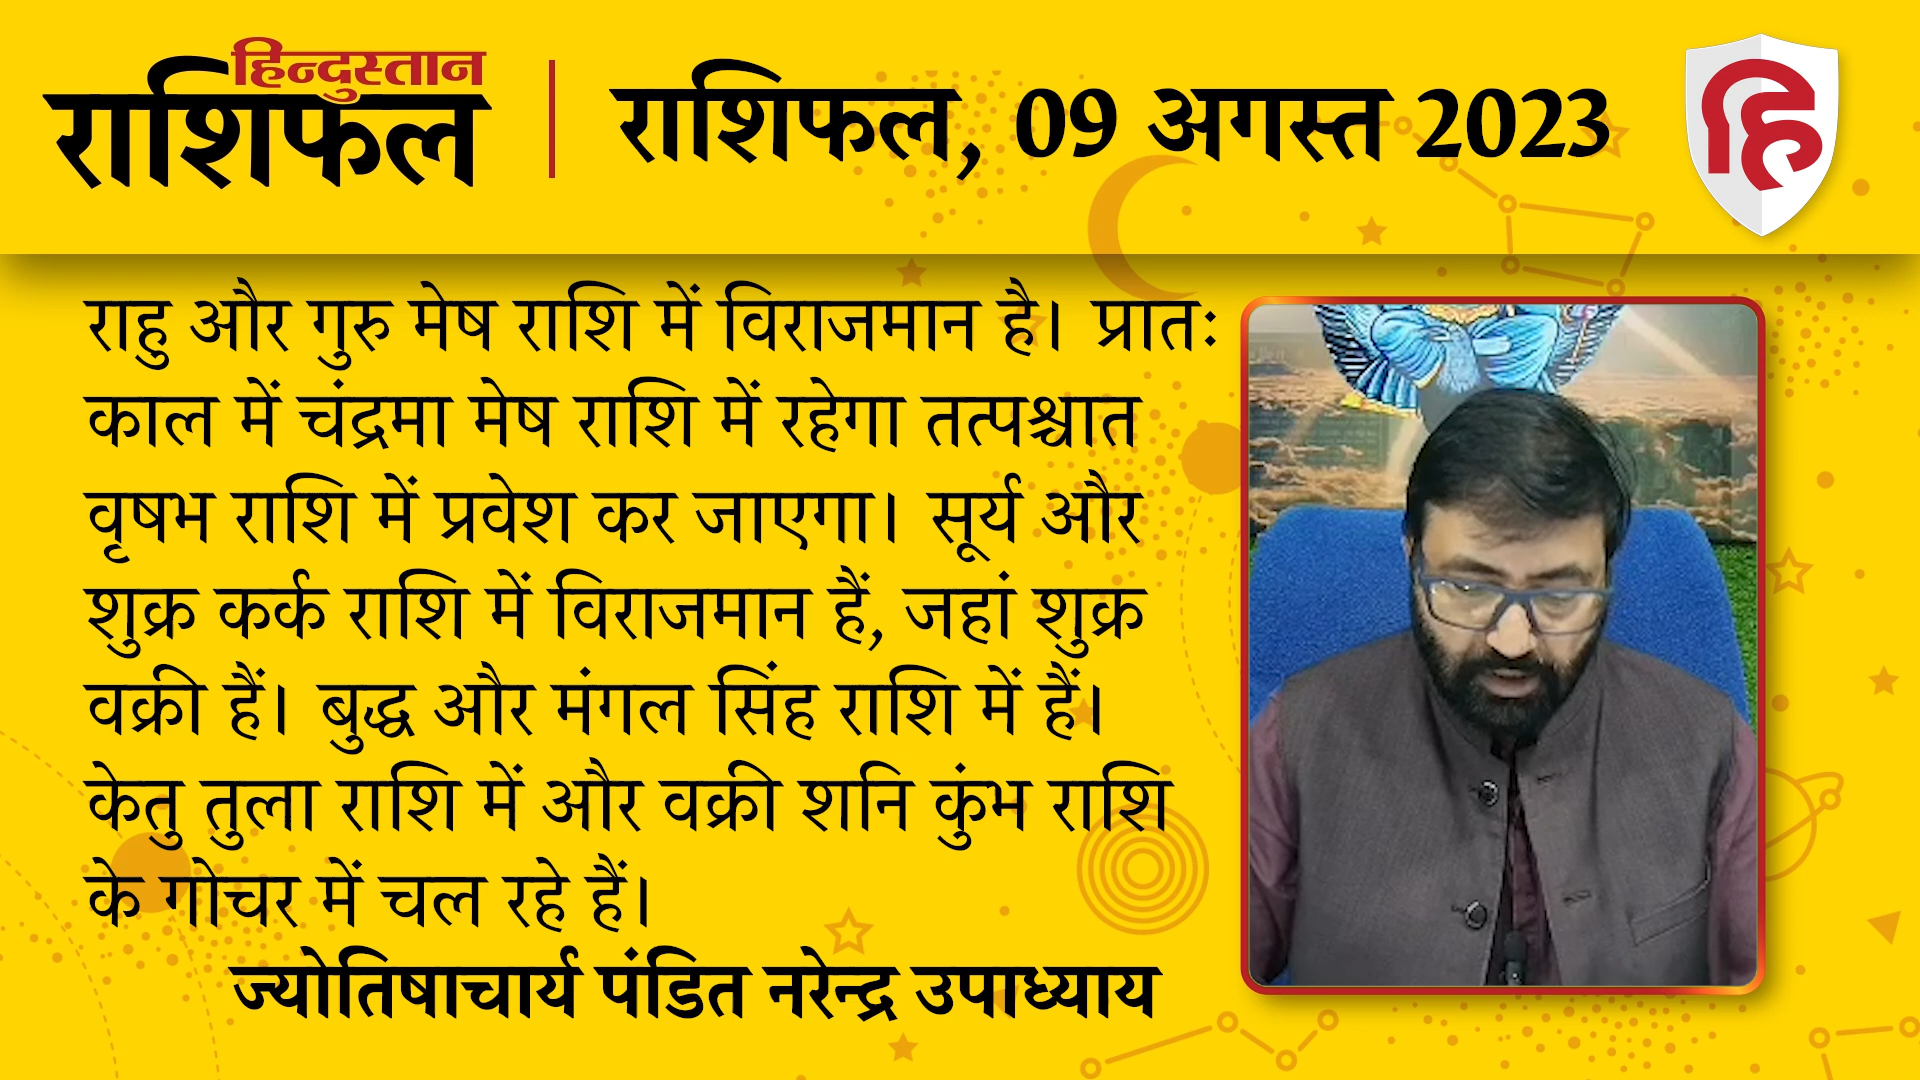 हिन्दुस्तान
राशिफल
राशिफल, 09 अगस्त 2023
हि
राहु और गुरु मेष राशि में विराजमान है। प्रातः
काल में चंद्रमा मेष राशि में रहेगा तत्पश्चात
वृषभ राशि में प्रवेश कर जाएगा। सूर्य और
शुक्र कर्क राशि में विराजमान हैं, जहां शुक्र
वक्री हैं। बुद्ध और मंगल सिंह राशि में हैं।
केतु तुला राशि में और वक्री शनि कुंभ राशि
के गोचर में चल रहे हैं।
ज्योतिषाचार्य पंडित नरेन्द्र उपाध्याय